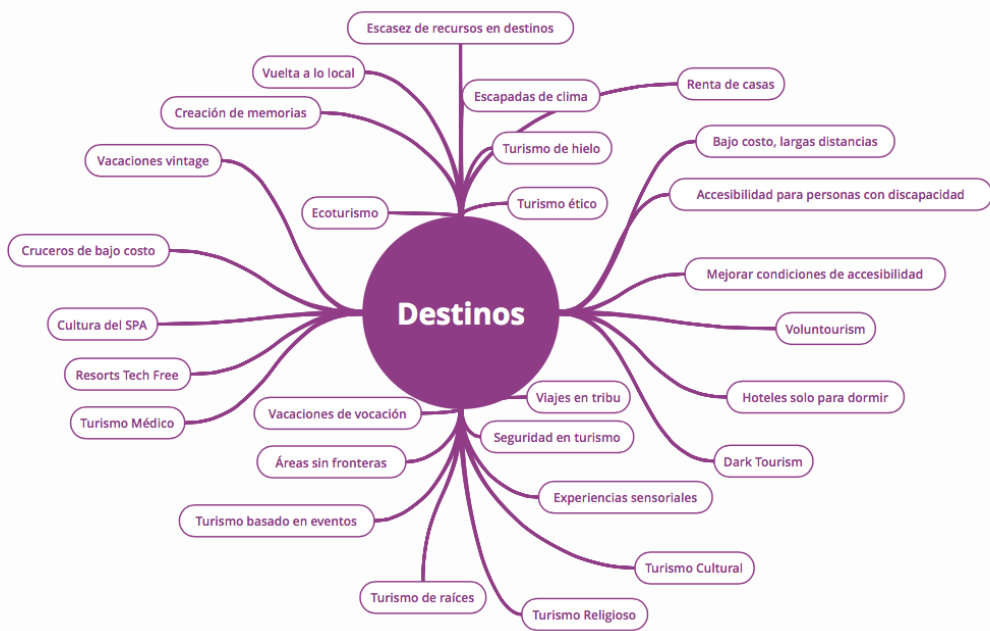 Escasez de recursos en destinos
Vuelta a lo local
Renta de casas
Escapadas de clima
Creación de memorias
Bajo costo, largas distancias
Turismo de hielo
Vacaciones vintage
Accesibilidad para personas con discapacidad
Turismo ético
Ecoturismo
Cruceros de bajo costo
Mejorar condiciones de accesibilidad
Destinos
Cultura del SPA
Voluntourism
Resorts Tech Free
Viajes en tribu
Hoteles solo para dormir
Vacaciones de vocación
Turismo Médico
Seguridad en turismo
Áreas sin fronteras
Dark Tourism
Experiencias sensoriales
Turismo basado en eventos
Turismo Cultural
Turismo de raíces
Turismo Religioso